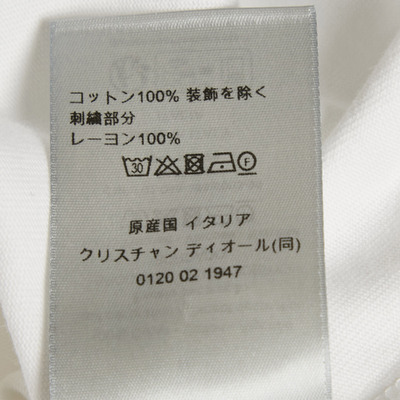 コットン100% 装飾を除く
刺繍部分
レーヨン100%
30 F
原産国 イタリア
クリスチャン ディオール(同)
0120 02 1947